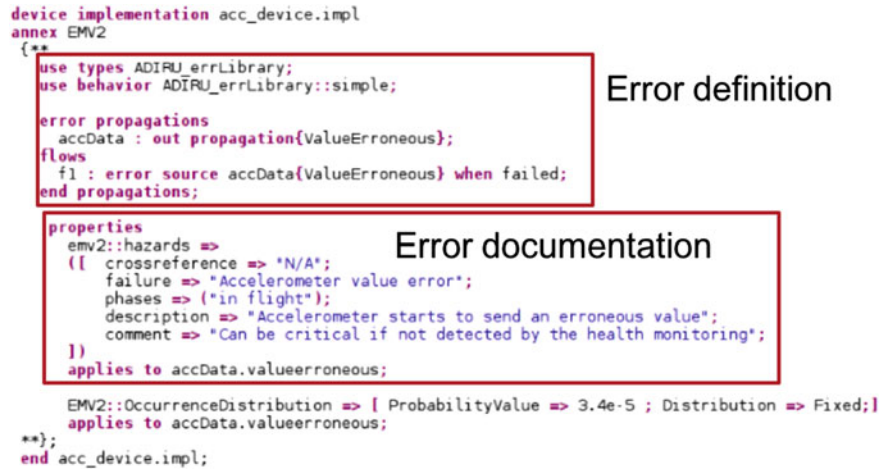 device implementation acc_device.impl
annex EMV2
{**
use types ADIRU_errLibrary;
use behavior ADIRU_errLibrary::simple;
Error definition
error propagations
accData : out propagation{ValueErroneous};
flows
f1 : error source accData{ValueErroneous} when failed;
end propagations;
properties
emv2::hazards =>
Error documentation
([ crossreference => "N/A";
failure => "Accelerometer value error";
phases => ("in flight");
description => "Accelerometer starts to send an erroneous value";
comment => "Can be critical if not detected by the health monitoring";
])
applies to accData.valueerroneous;
EMV2::OccurrenceDistribution => [ ProbabilityValue => 3.4e-5 ; Distribution => Fixed;]
applies to accData.valueerroneous;
**};
end acc_device.impl;